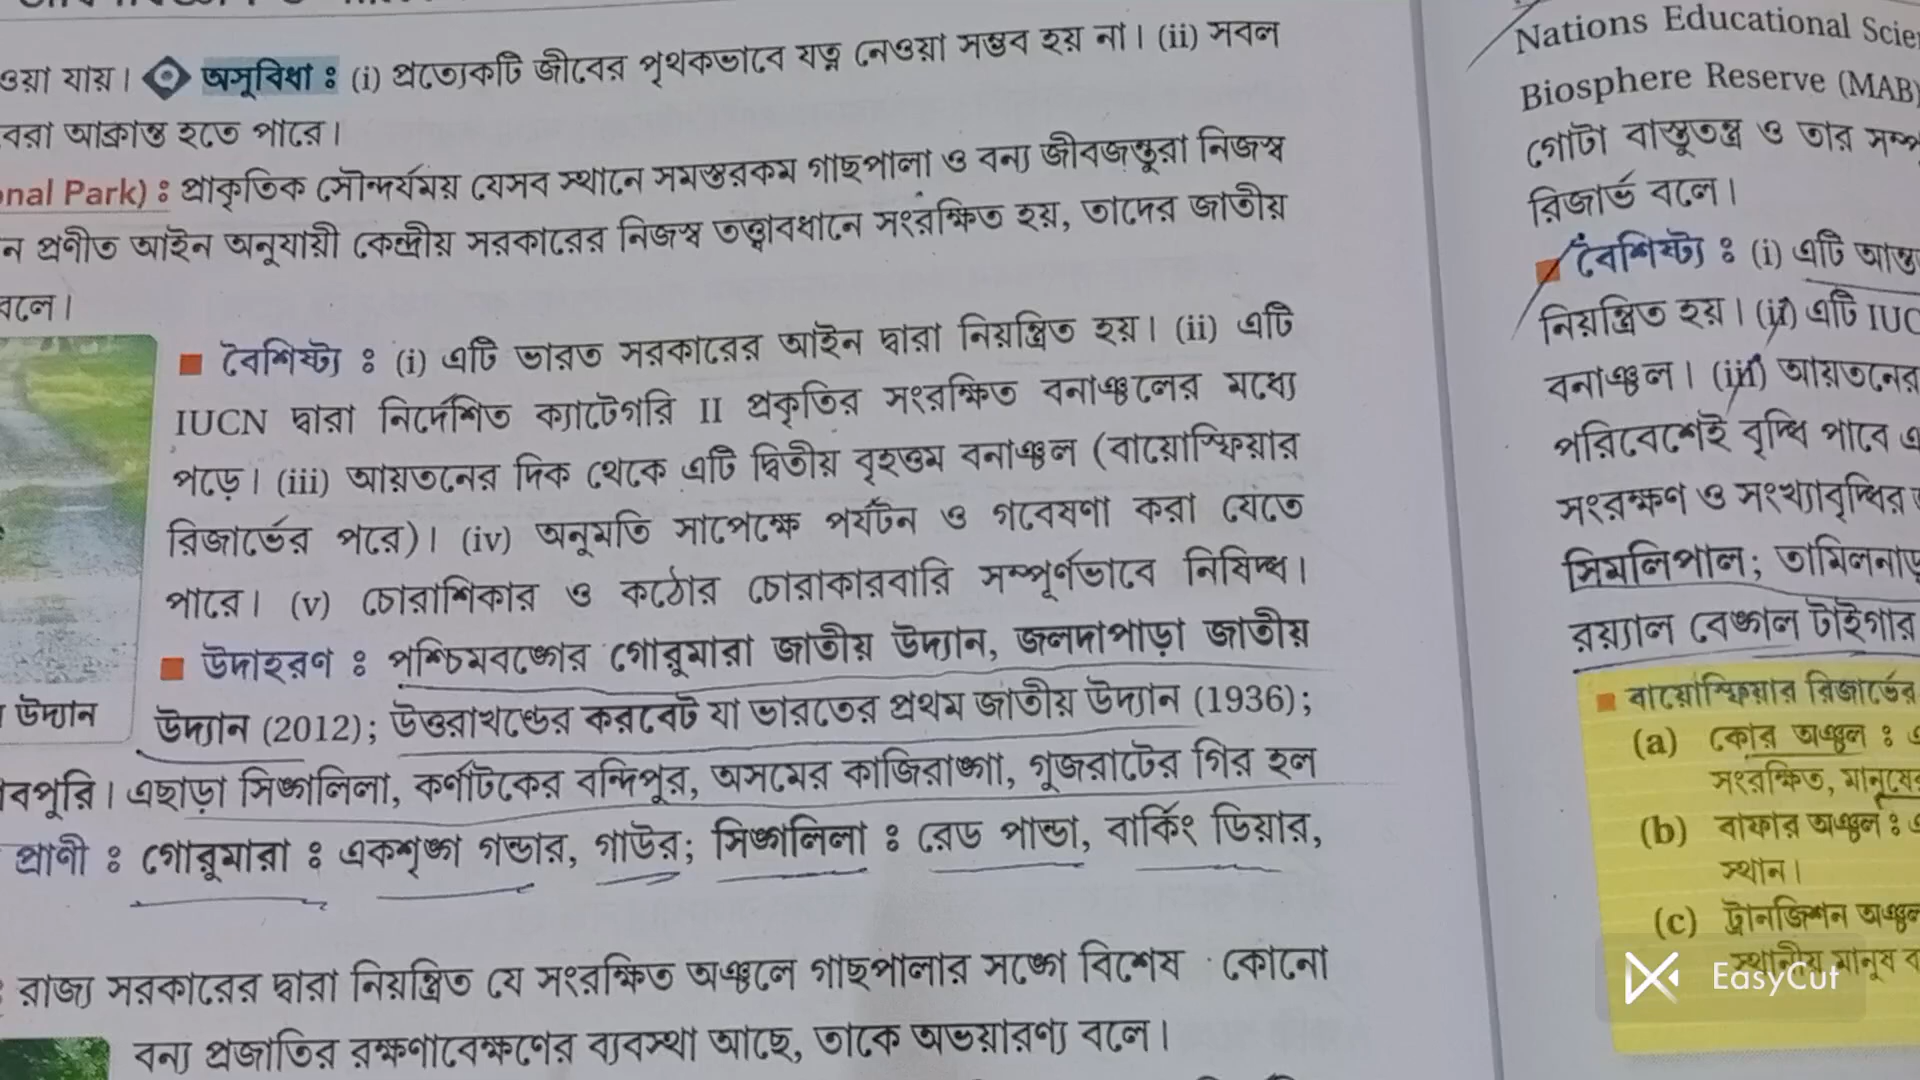 ওয়া যায়। অসুবিধা : (i) প্রত্যেকটি জীবের পৃথকভাবে যত্ন নেওয়া সম্ভব হয় না। (ii) সবল
বরা আক্রান্ত হতে পারে।
onal Park) : প্রাকৃতিক সৌন্দর্যময় যেসব স্থানে সমস্তরকম গাছপালা ও বন্য জীবজন্তুরা নিজস্ব
ন প্রণীত আইন অনুযায়ী কেন্দ্রীয় সরকারের নিজস্ব তত্ত্বাবধানে সংরক্ষিত হয়, তাদের জাতীয়
বলে।
বৈশিষ্ট্য : (i) এটি ভারত সরকারের আইন দ্বারা নিয়ন্ত্রিত হয়। (ii) এটি
IUCN দ্বারা নির্দেশিত ক্যাটেগরি II প্রকৃতির সংরক্ষিত বনাঞ্চলের মধ্যে
পড়ে। (iii) আয়তনের দিক থেকে এটি দ্বিতীয় বৃহত্তম বনাঞ্চল (বায়োস্ফিয়ার
রিজার্ভের পরে)। (iv) অনুমতি সাপেক্ষে পর্যটন ও গবেষণা করা যেতে
পারে। (v) চোরাশিকার ও কঠোর চোরাকারবারি সম্পূর্ণভাবে নিষিদ্ধ।
উদাহরণ : পশ্চিমবঙ্গের গোরুমারা জাতীয় উদ্যান, জলদাপাড়া জাতীয়
উদ্যান
উদ্যান (2012); উত্তরাখণ্ডের করবেট যা ভারতের প্রথম জাতীয় উদ্যান (1936);
বপুরি। এছাড়া সিঙ্গালিলা, কর্ণাটকের বন্দিপুর, অসমের কাজিরাঙ্গা, গুজরাটের গির হল
প্রাণী : গোরুমারা : একশৃঙ্গ গন্ডার, গাউর; সিঙ্গালিলা : রেড পান্ডা, বার্কিং ডিয়ার,
: রাজ্য সরকারের দ্বারা নিয়ন্ত্রিত যে সংরক্ষিত অঞ্চলে গাছপালার সঙ্গে বিশেষ কোনো
বন্য প্রজাতির রক্ষণাবেক্ষণের ব্যবস্থা আছে, তাকে অভয়ারণ্য বলে।
Nations Educational Scie
Biosphere Reserve (MAB)
গোটা বাস্তুতন্ত্র ও তার সম্প
রিজার্ভ বলে।
বৈশিষ্ট্য : (i) এটি আন্ত
নিয়ন্ত্রিত হয়। (ii) এটি IUC
বনাঞ্চল। (iii) আয়তনের
পরিবেশেই বৃদ্ধি পাবে এ
সংরক্ষণ ও সংখ্যাবৃদ্ধির
সিমলিপাল; তামিলনাড়ু
রয়্যাল বেঙ্গল টাইগার
বায়োস্ফিয়ার রিজার্ভের
(a) কোর অঞ্চল : এ
সংরক্ষিত, মানুষের
(b) বাফার অঞ্চল : এ
স্থান।
(c) ট্রানজিশন অঞ্চল
স্থানীয় মানুষ ব
EasyCut